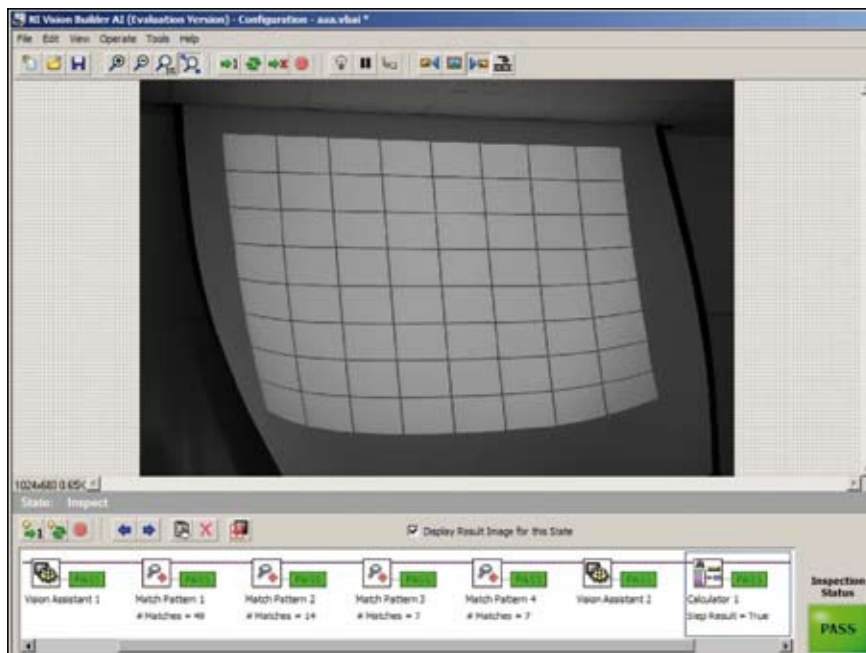 NI Vision Builder AI (Evaluation Version) - Configuration - aaa.vbai *
File Edit View Operate Tools Help
State: Inspect
Display Result Image for this State
PASS PASS PASS PASS PASS PASS PASS
Vision Assistant 1 Match Pattern 1 Match Pattern 2 Match Pattern 3 Match Pattern 4 Vision Assistant 2 Calculator 1
# Matches = 49 # Matches = 14 # Matches = 7 # Matches = 7 Step Result = True
Inspection
Status
PASS